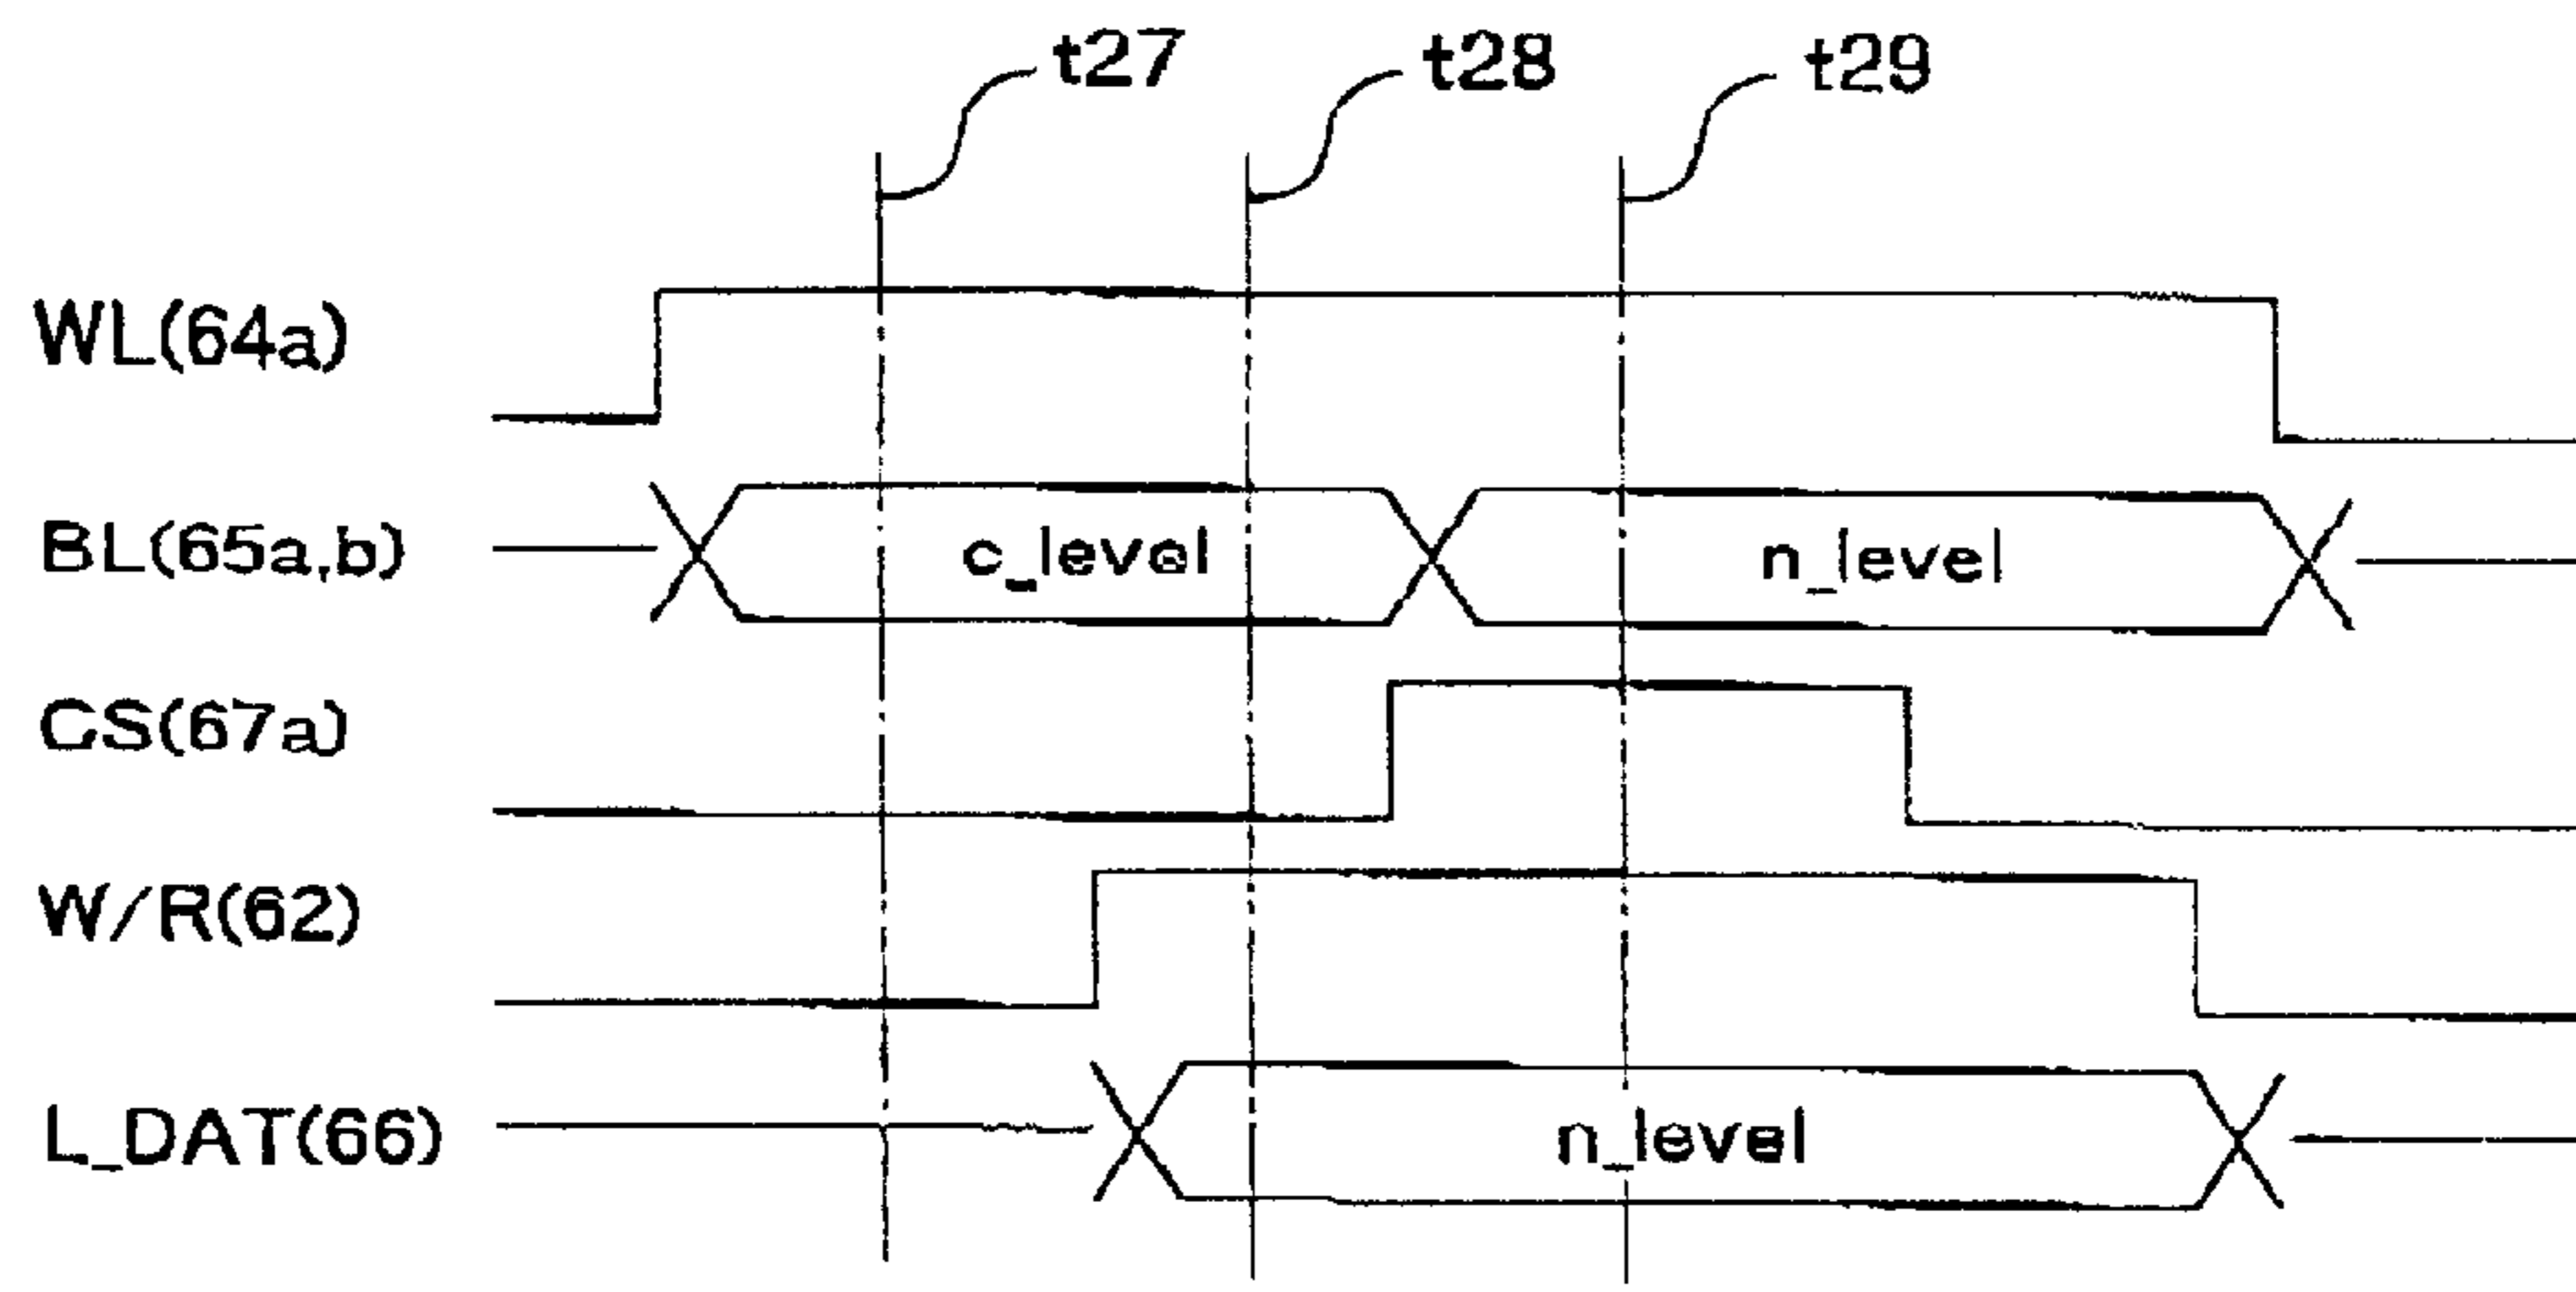 t27 t28 t29
WL(64a)
BL(65a,b) c_level n_level
CS(67a)
W/R(62)
L_DAT(66) n_level